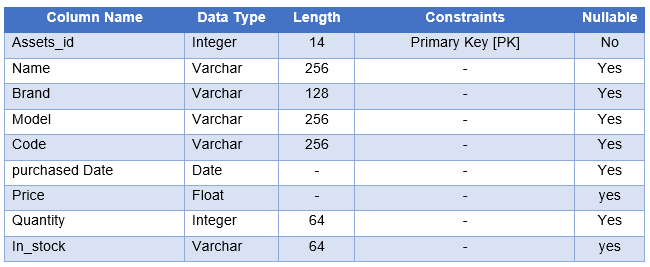 Column Name Data Type Length Constraints Nullable
Assets_id Integer 14 Primary Key [PK] No
Name Varchar 256 - Yes
Brand Varchar 128 - Yes
Model Varchar 256 - Yes
Code Varchar 256 - Yes
purchased Date Date - - Yes
Price Float - - yes
Quantity Integer 64 - Yes
In_stock Varchar 64 - yes